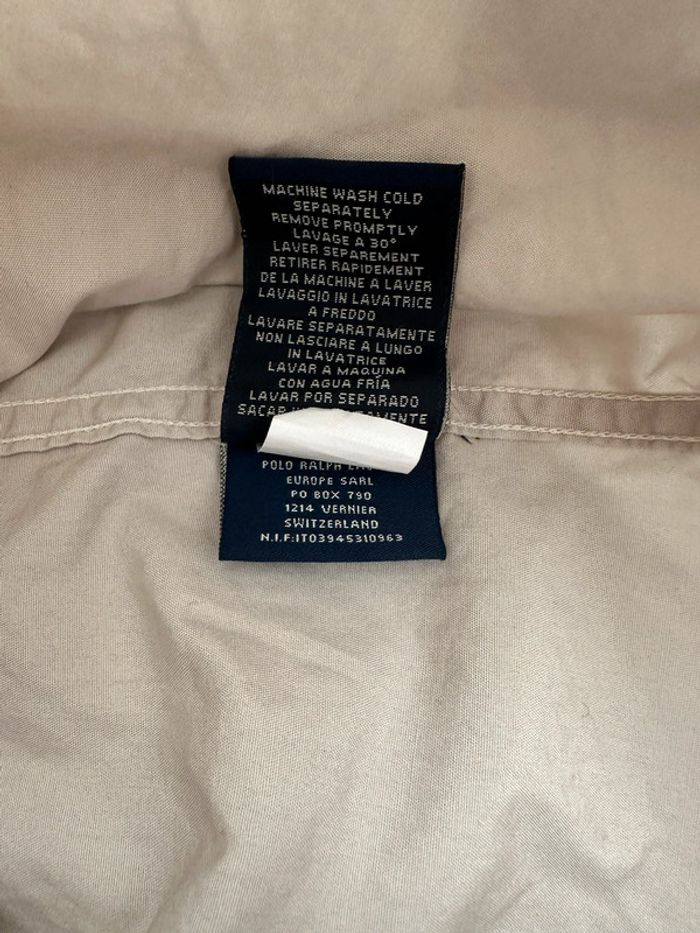 MACHINE WASH COLD
SEPARATELY
REMOVE PROMPTLY
LAVAGE A 30°
LAVER SEPAREMENT
RETIRER RAPIDEMENT
DE LA MACHINE A LAVER
LAVAGGIO IN LAVATRICE
A FREDDO
LAVARE SEPARATAMENTE
NON LASCIARE A LUNGO
IN LAVATRICE
LAVAR A MAQUINA
CON AGUA FRÍA
LAVAR POR SEPARADO
POLO RALPH
EUROPE SARL
PO BOX 790
1214 VERNIER
SWITZERLAND
N.I.F:IT03945310963